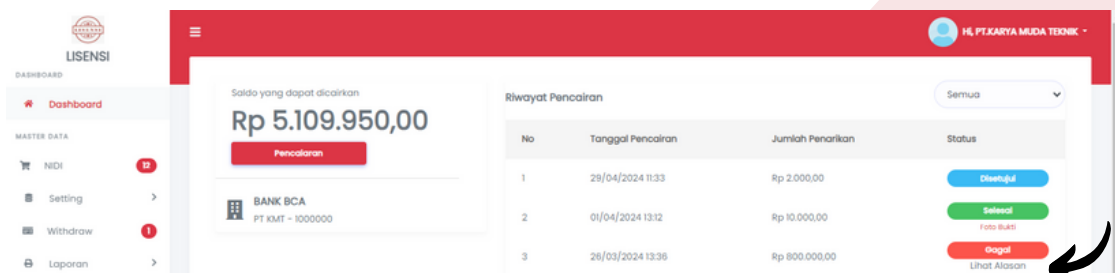 LISENSI
DASHBOARD
Dashboard
MASTER DATA
NIDI 12
Setting
Withdraw 1
Laporan
Hi, PT.KARYA MUDA TEKNIK
Saldo yang dapat dicairkan
Rp 5.109.950,00
Pencalaran
BANK BCA
PT KMT - 1000000
Riwayat Pencairan
Semua
No Tanggal Pencairan Jumlah Penarikan Status
1 29/04/2024 11:33 Rp 2.000,00 Disetujui
2 01/04/2024 13:12 Rp 10.000,00 Selesai
Foto Bukti
3 26/03/2024 13:36 Rp 800.000,00 Gagal
Lihat Alasan